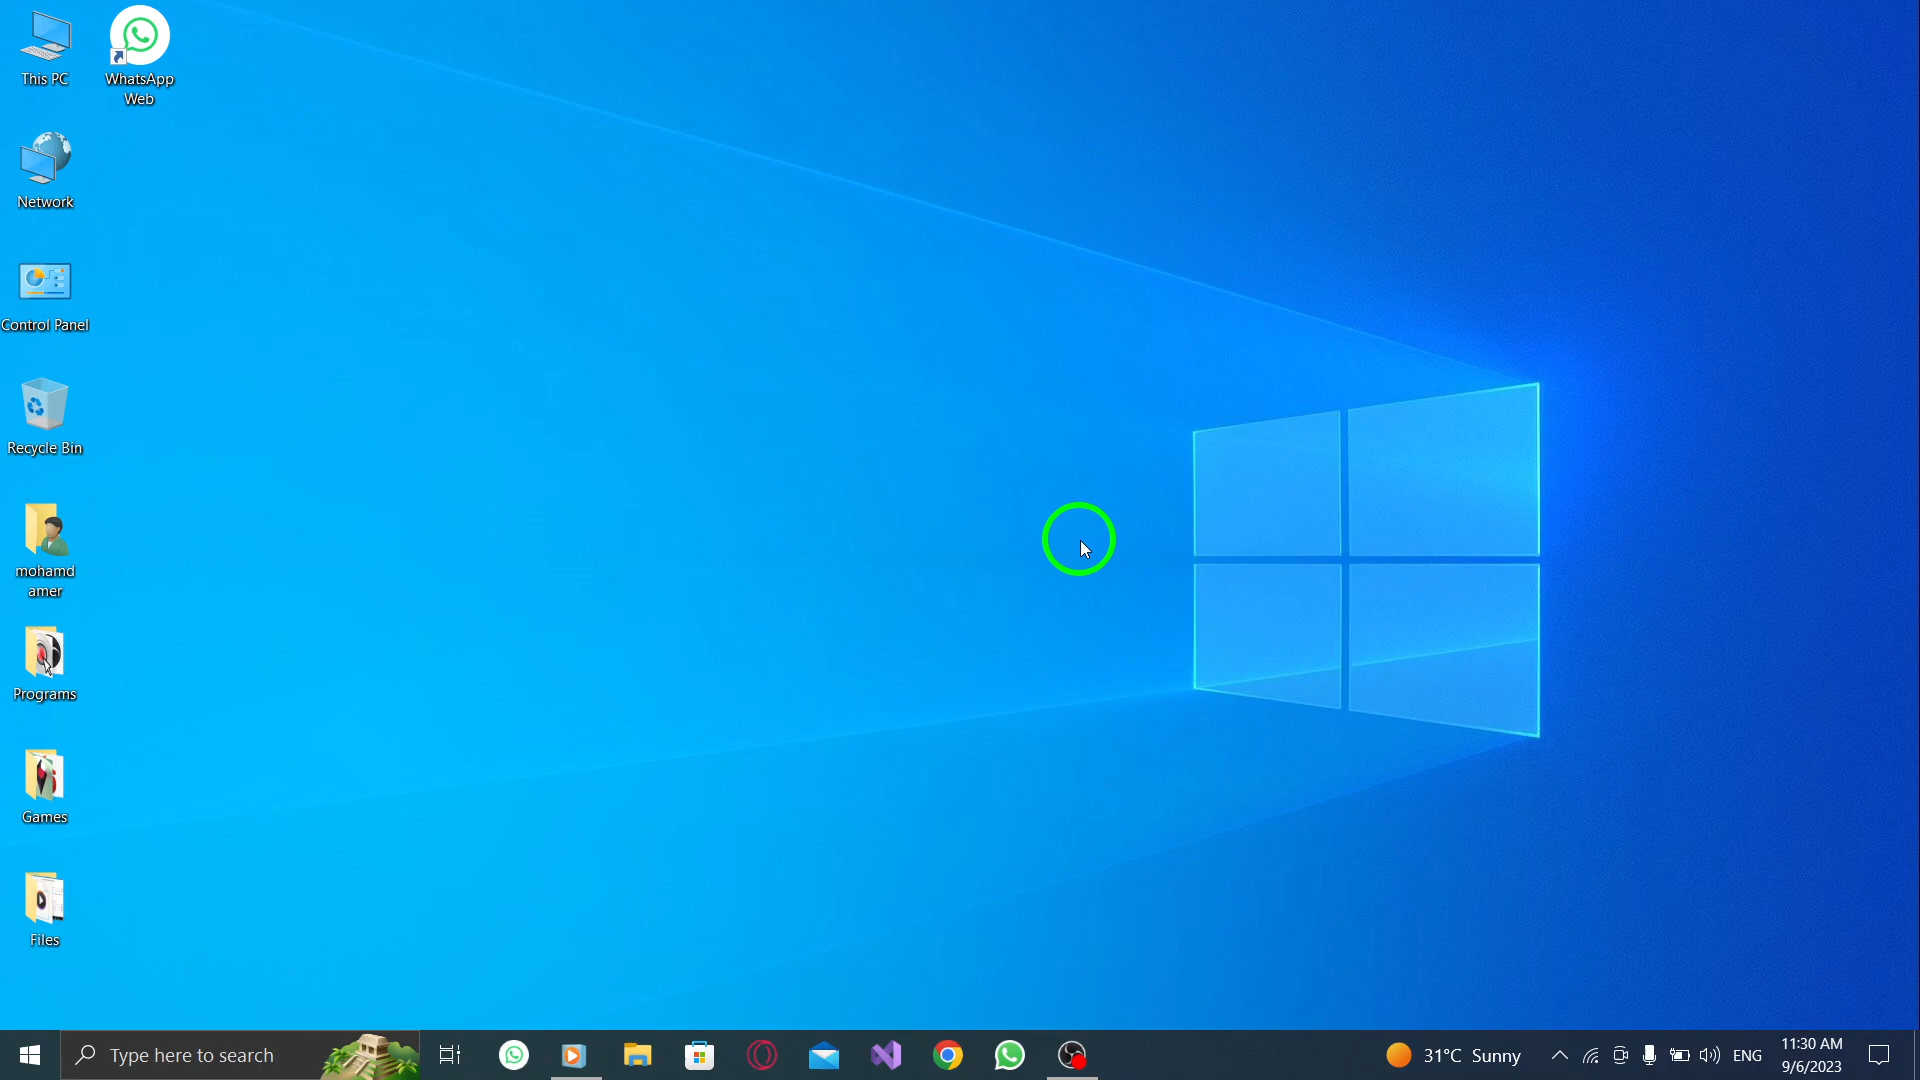 This PC
WhatsApp
Web
Network
Control Panel
Recycle Bin
mohamd
amer
Programs
Games
Files
Type here to search
31°C Sunny
ENG
11:30 AM
9/6/2023